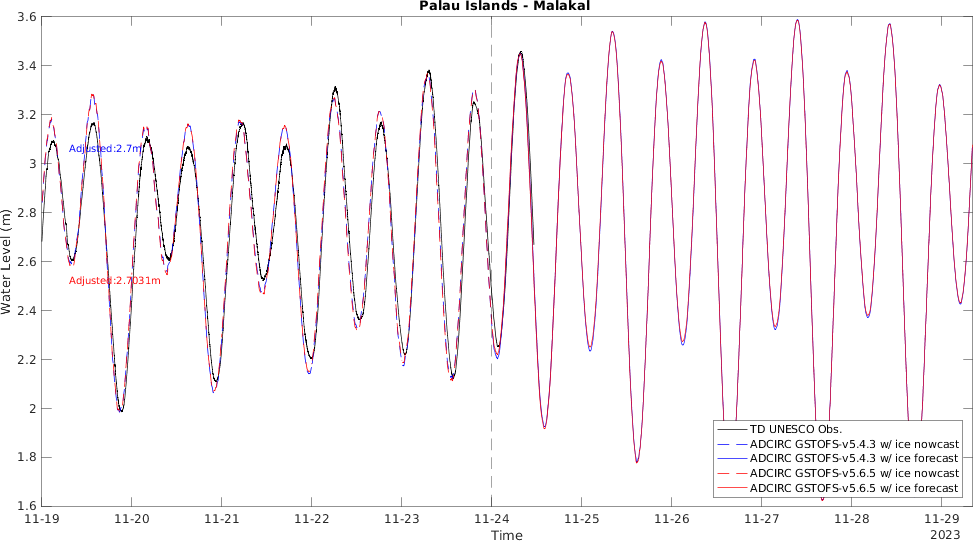 Palau Islands - Malakal
3.6
3.4
3.2
3
2.8
2.6
2.4
2.2
2
1.8
1.6
Water Level (m)
Adjusted:2.7m
Adjusted:2.7031m
TD UNESCO Obs.
ADCIRC GSTOFS-v5.4.3 w/ ice nowcast
ADCIRC GSTOFS-v5.4.3 w/ ice forecast
ADCIRC GSTOFS-v5.6.5 w/ ice nowcast
ADCIRC GSTOFS-v5.6.5 w/ ice forecast
11-19 11-20 11-21 11-22 11-23 11-24 11-25 11-26 11-27 11-28 11-29
2023
Time